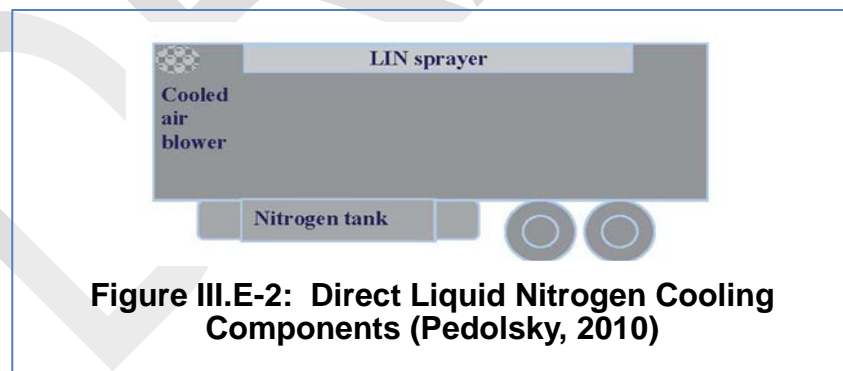 LIN sprayer
Cooled
air
blower
Nitrogen tank
Figure III.E-2:  Direct Liquid Nitrogen Cooling
Components (Pedolsky, 2010)